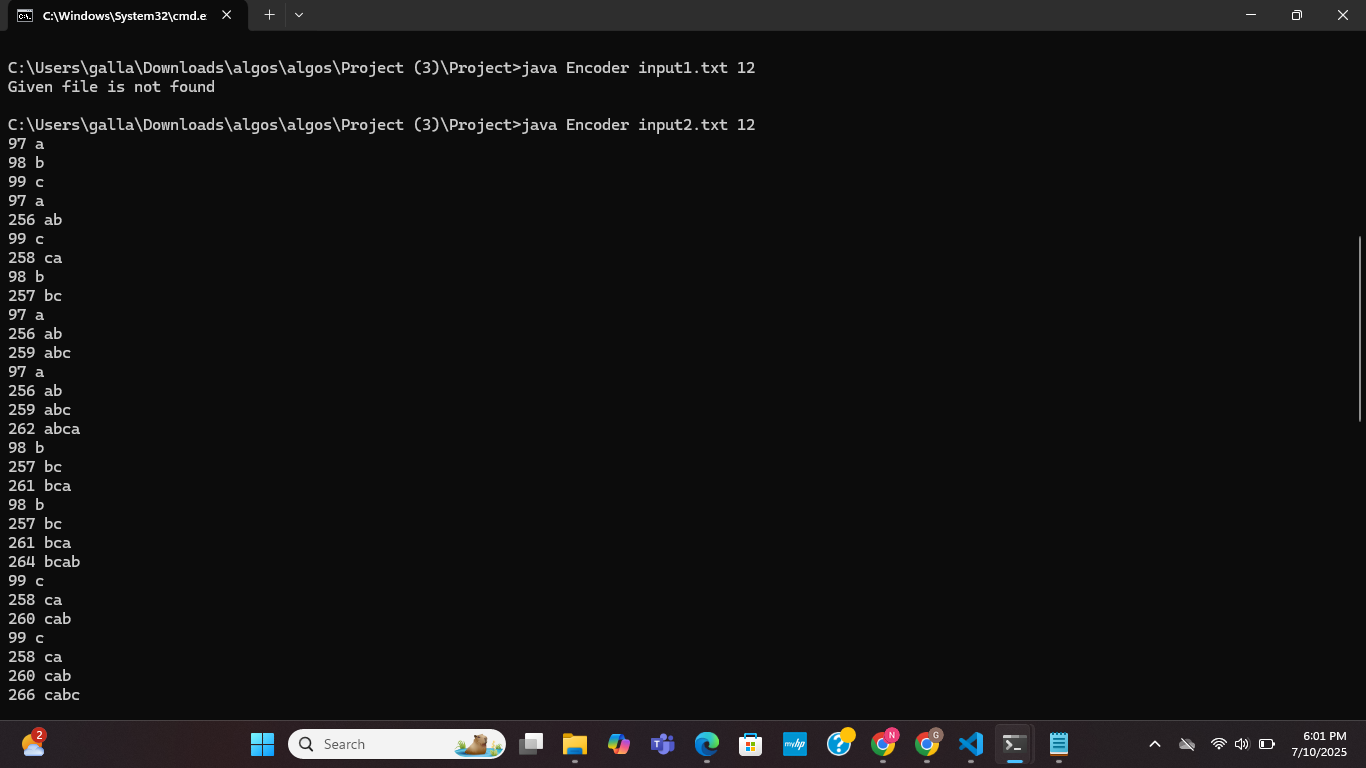 C:\Windows\System32\cmd.e
C:\Users\galla\Downloads\algos\algos\Project (3)\Project>java Encoder input1.txt 12
Given file is not found
C:\Users\galla\Downloads\algos\algos\Project (3)\Project>java Encoder input2.txt 12
97 a
98 b
99 c
97 a
256 ab
99 c
258 ca
98 b
257 bc
97 a
256 ab
259 abc
97 a
256 ab
259 abc
262 abca
98 b
257 bc
261 bca
98 b
257 bc
261 bca
264 bcab
99 c
258 ca
260 cab
99 c
258 ca
260 cab
266 cabc
2
Search
myhp
N
G
6:01 PM
7/10/2025